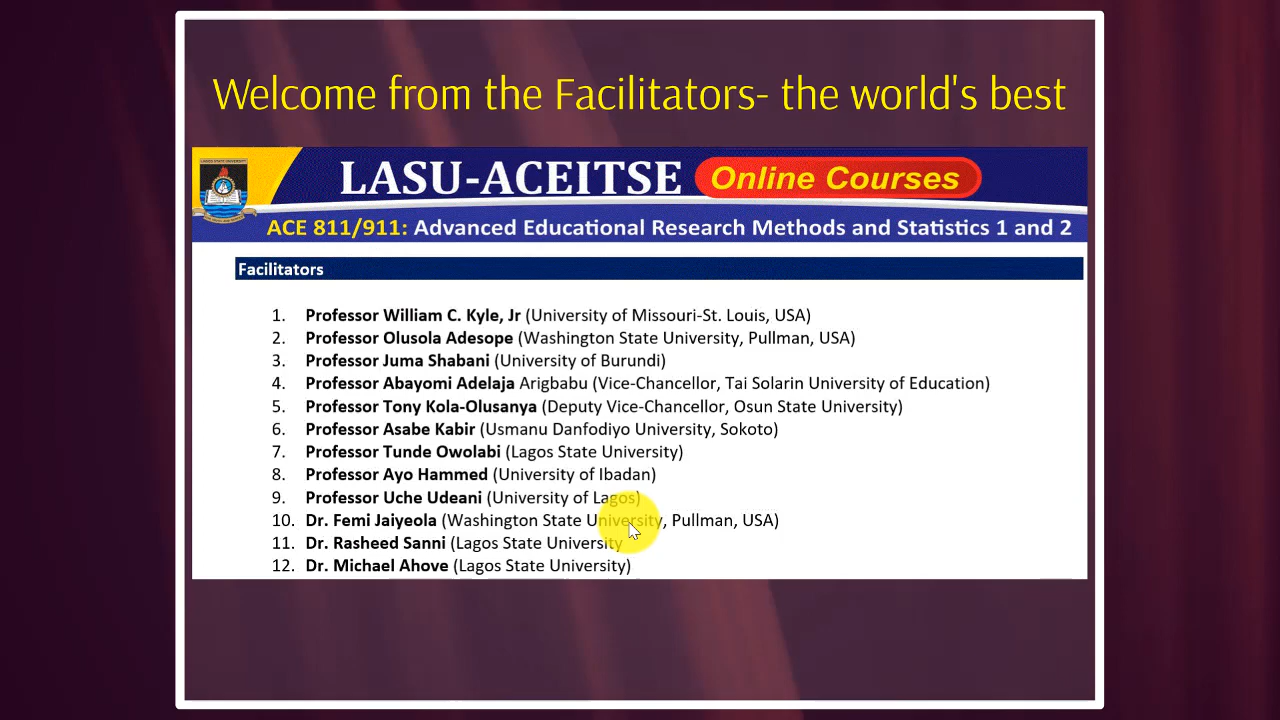 Welcome from the Facilitators- the world's best
LAGOS STATE UNIVERSITY
LASU-ACEITSE Online Courses
ACE 811/911: Advanced Educational Research Methods and Statistics 1 and 2
Facilitators
1. Professor William C. Kyle, Jr (University of Missouri-St. Louis, USA)
2. Professor Olusola Adesope (Washington State University, Pullman, USA)
3. Professor Juma Shabani (University of Burundi)
4. Professor Abayomi Adelaja Arigbabu (Vice-Chancellor, Tai Solarin University of Education)
5. Professor Tony Kola-Olusanya (Deputy Vice-Chancellor, Osun State University)
6. Professor Asabe Kabir (Usmanu Danfodiyo University, Sokoto)
7. Professor Tunde Owolabi (Lagos State University)
8. Professor Ayo Hammed (University of Ibadan)
9. Professor Uche Udeani (University of Lagos)
10. Dr. Femi Jaiyeola (Washington State University, Pullman, USA)
11. Dr. Rasheed Sanni (Lagos State University
12. Dr. Michael Ahove (Lagos State University)